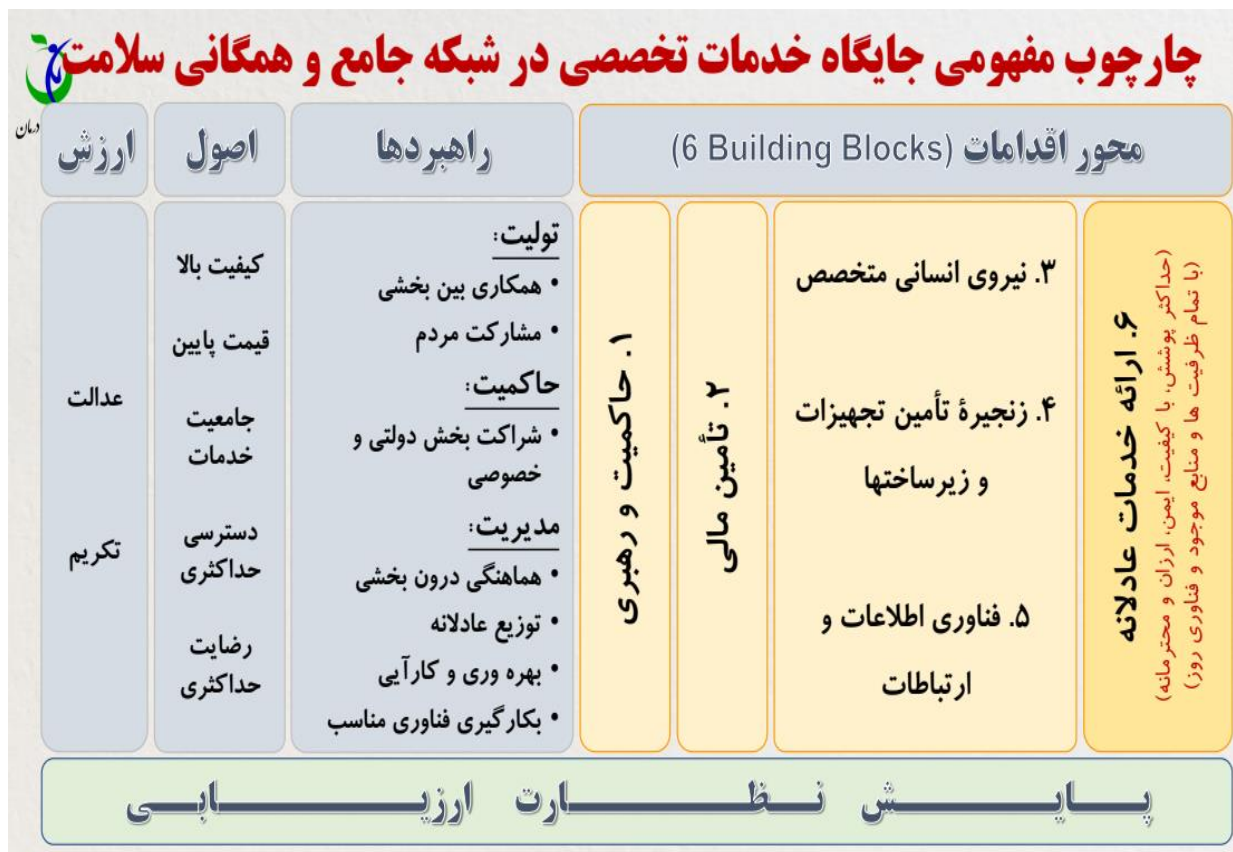 چارچوب مفهومی جایگاه خدمات تخصصی در شبکه جامع و همگانی سلامت
درمان
محور اقدامات (6 Building Blocks)
راهبردها
اصول
ارزش
۶. ارائه خدمات عادلانه
(حداکثر پوشش، با کیفیت، ایمن، ارزان و محترمانه)
(با تمام ظرفیت ها و منابع موجود و فناوری روز)
۳. نیروی انسانی متخصص
۴. زنجیرهٔ تأمین تجهیزات
و زیرساختها
۵. فناوری اطلاعات و
ارتباطات
۲. تأمین مالی
۱. حاکمیت و رهبری
تولیت:
• همکاری بین بخشی
• مشارکت مردم
حاکمیت:
• شراکت بخش دولتی و
خصوصی
مدیریت:
• هماهنگی درون بخشی
• توزیع عادلانه
• بهره وری و کارآیی
• بکارگیری فناوری مناسب
کیفیت بالا
قیمت پایین
جامعیت
خدمات
دسترسی
حداکثری
رضایت
حداکثری
عدالت
تکریم
پـــایـــــــش نـــظـــــــارت ارزیـــــــــابـــی